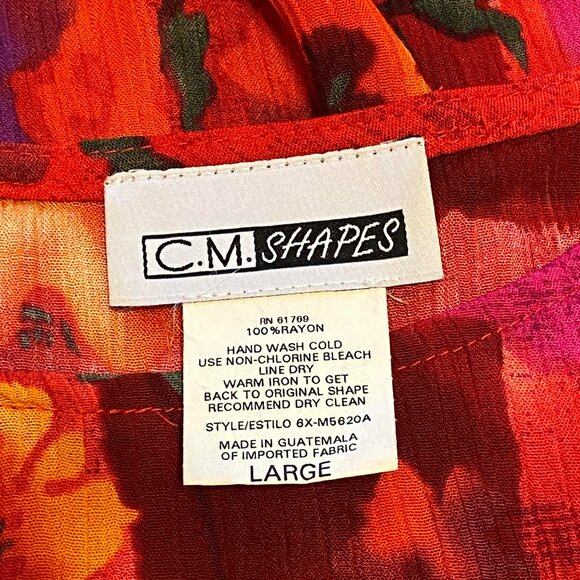 C.M. SHAPES
RN 61769
100% RAYON
HAND WASH COLD
USE NON-CHLORINE BLEACH
LINE DRY
WARM IRON TO GET
BACK TO ORIGINAL SHAPE
RECOMMEND DRY CLEAN
STYLE/ESTILO 6X-M5620A
MADE IN GUATEMALA
OF IMPORTED FABRIC
LARGE